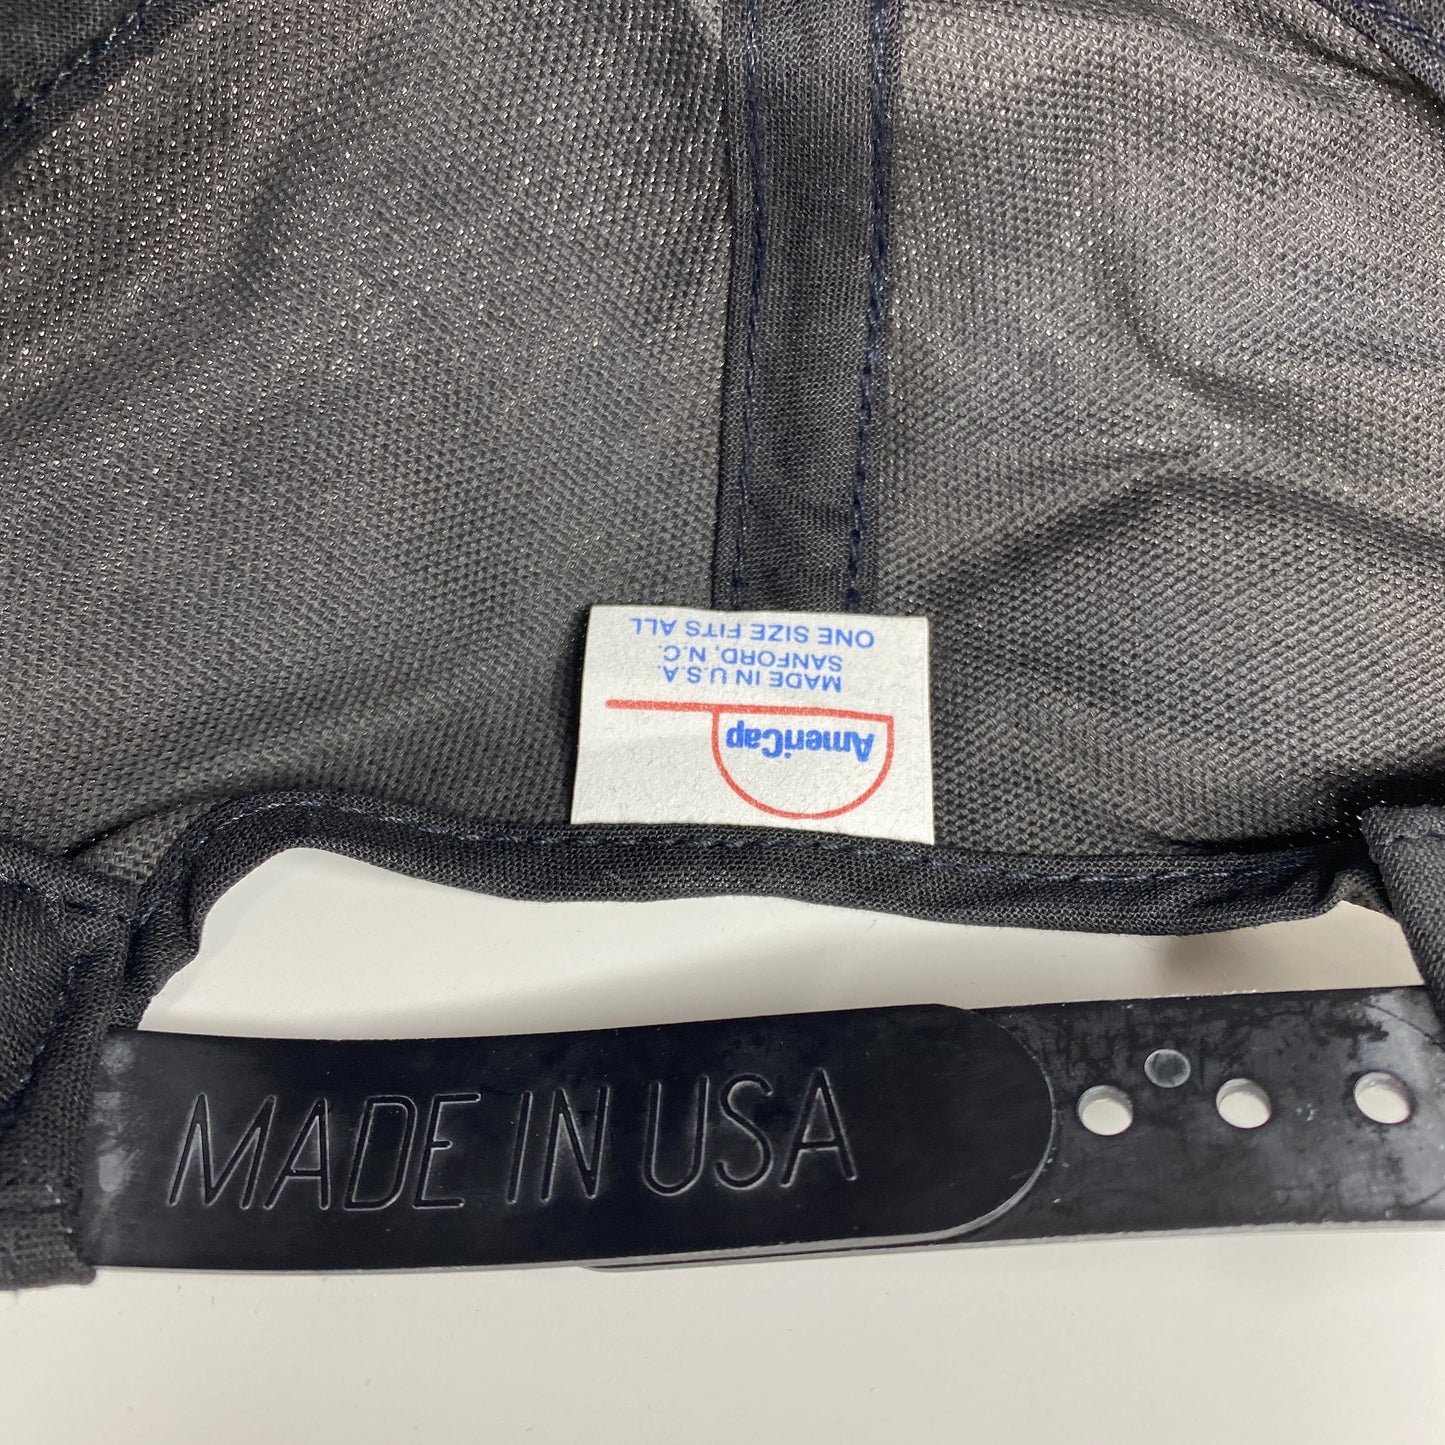 AmeriCap
MADE IN U.S.A.
SANFORD, N.C.
ONE SIZE FITS ALL
MADE IN USA